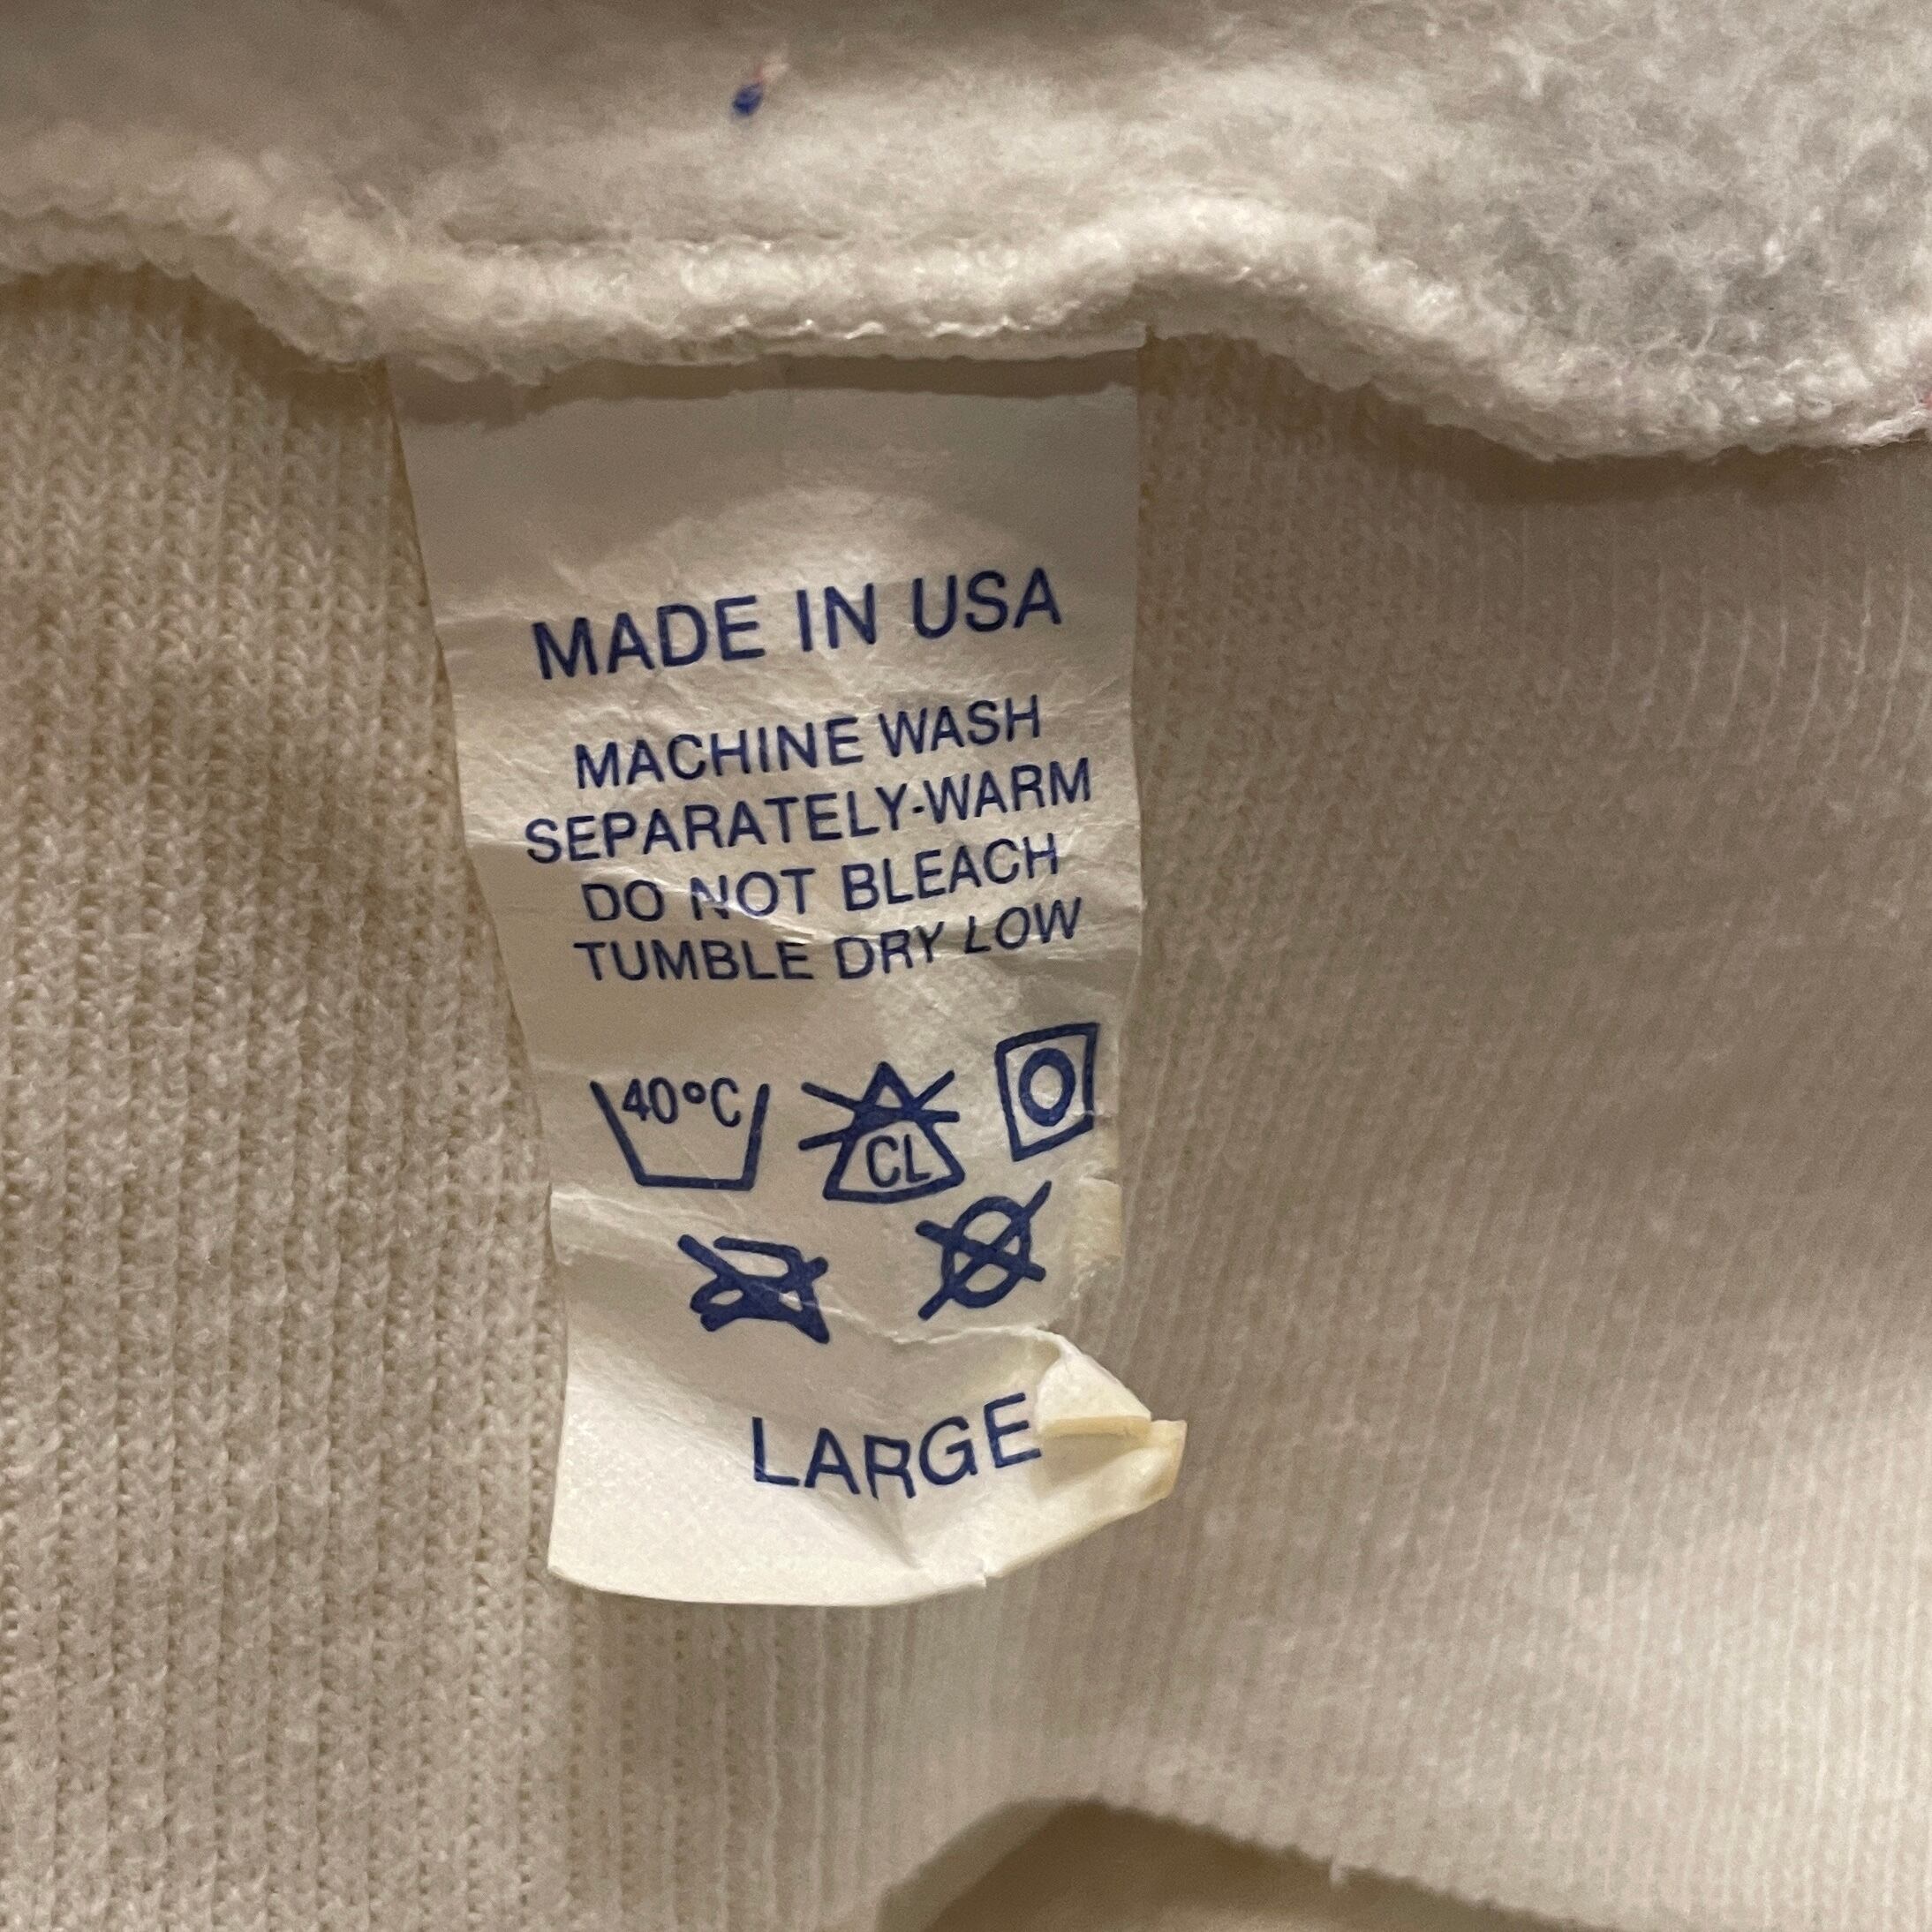 MADE IN USA
MACHINE WASH
SEPARATELY-WARM
DO NOT BLEACH
TUMBLE DRY LOW
40°C
CL
LARGE